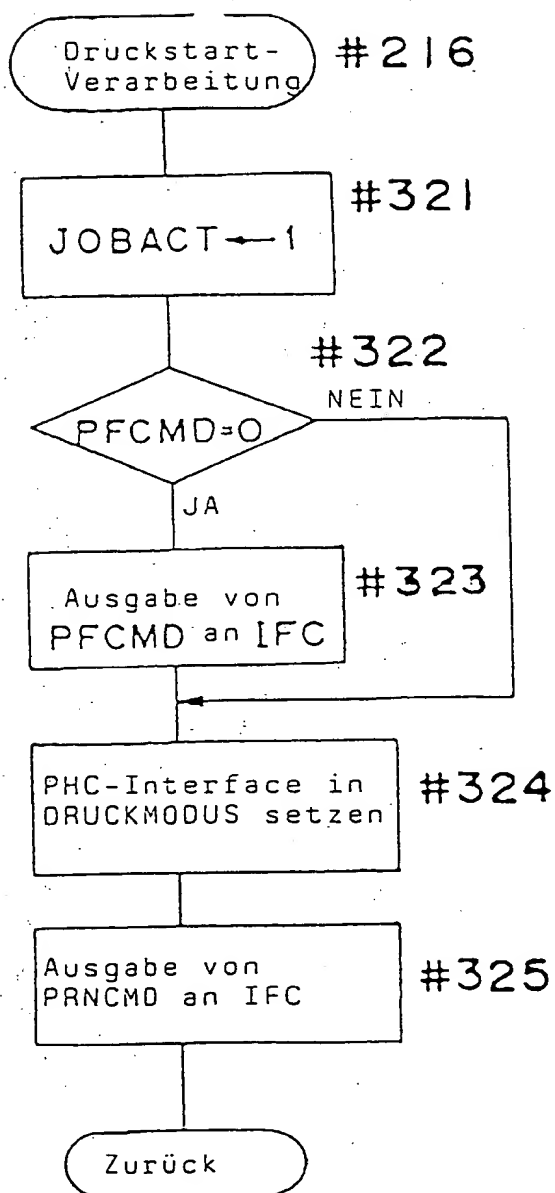 Druckstart- #216
Verarbeitung
#321
JOBACT ← 1
#322
NEIN
PFCMD=0
JA
#323
Ausgabe von
PFCMD an IFC
PHC-Interface in #324
DRUCKMODUS setzen
Ausgabe von #325
PRNCMD an IFC
Zurück